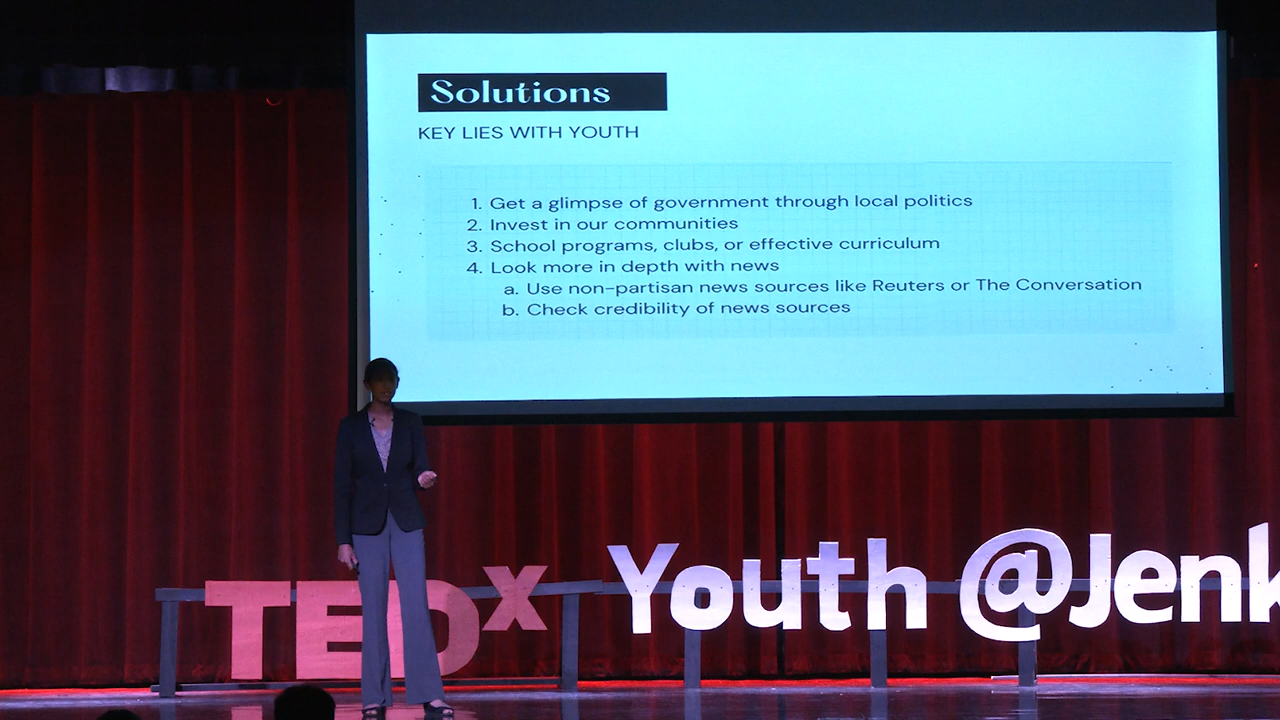 Solutions
KEY LIES WITH YOUTH
1. Get a glimpse of government through local politics
2. Invest in our communities
3. School programs, clubs, or effective curriculum
4. Look more in depth with news
a. Use non-partisan news sources like Reuters or The Conversation
b. Check credibility of news sources
TEDx Youth @Jenk